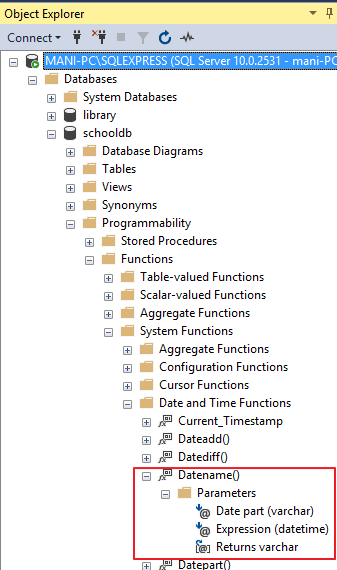 Object Explorer
Connect
MANI-PC\SQLEXPRESS (SQL Server 10.0.2531 - mani-PC
Databases
System Databases
library
schooldb
Database Diagrams
Tables
Views
Synonyms
Programmability
Stored Procedures
Functions
Table-valued Functions
Scalar-valued Functions
Aggregate Functions
System Functions
Aggregate Functions
Configuration Functions
Cursor Functions
Date and Time Functions
Current_Timestamp
Dateadd()
Datediff()
Datename()
Parameters
Date part (varchar)
Expression (datetime)
Returns varchar
Datepart()